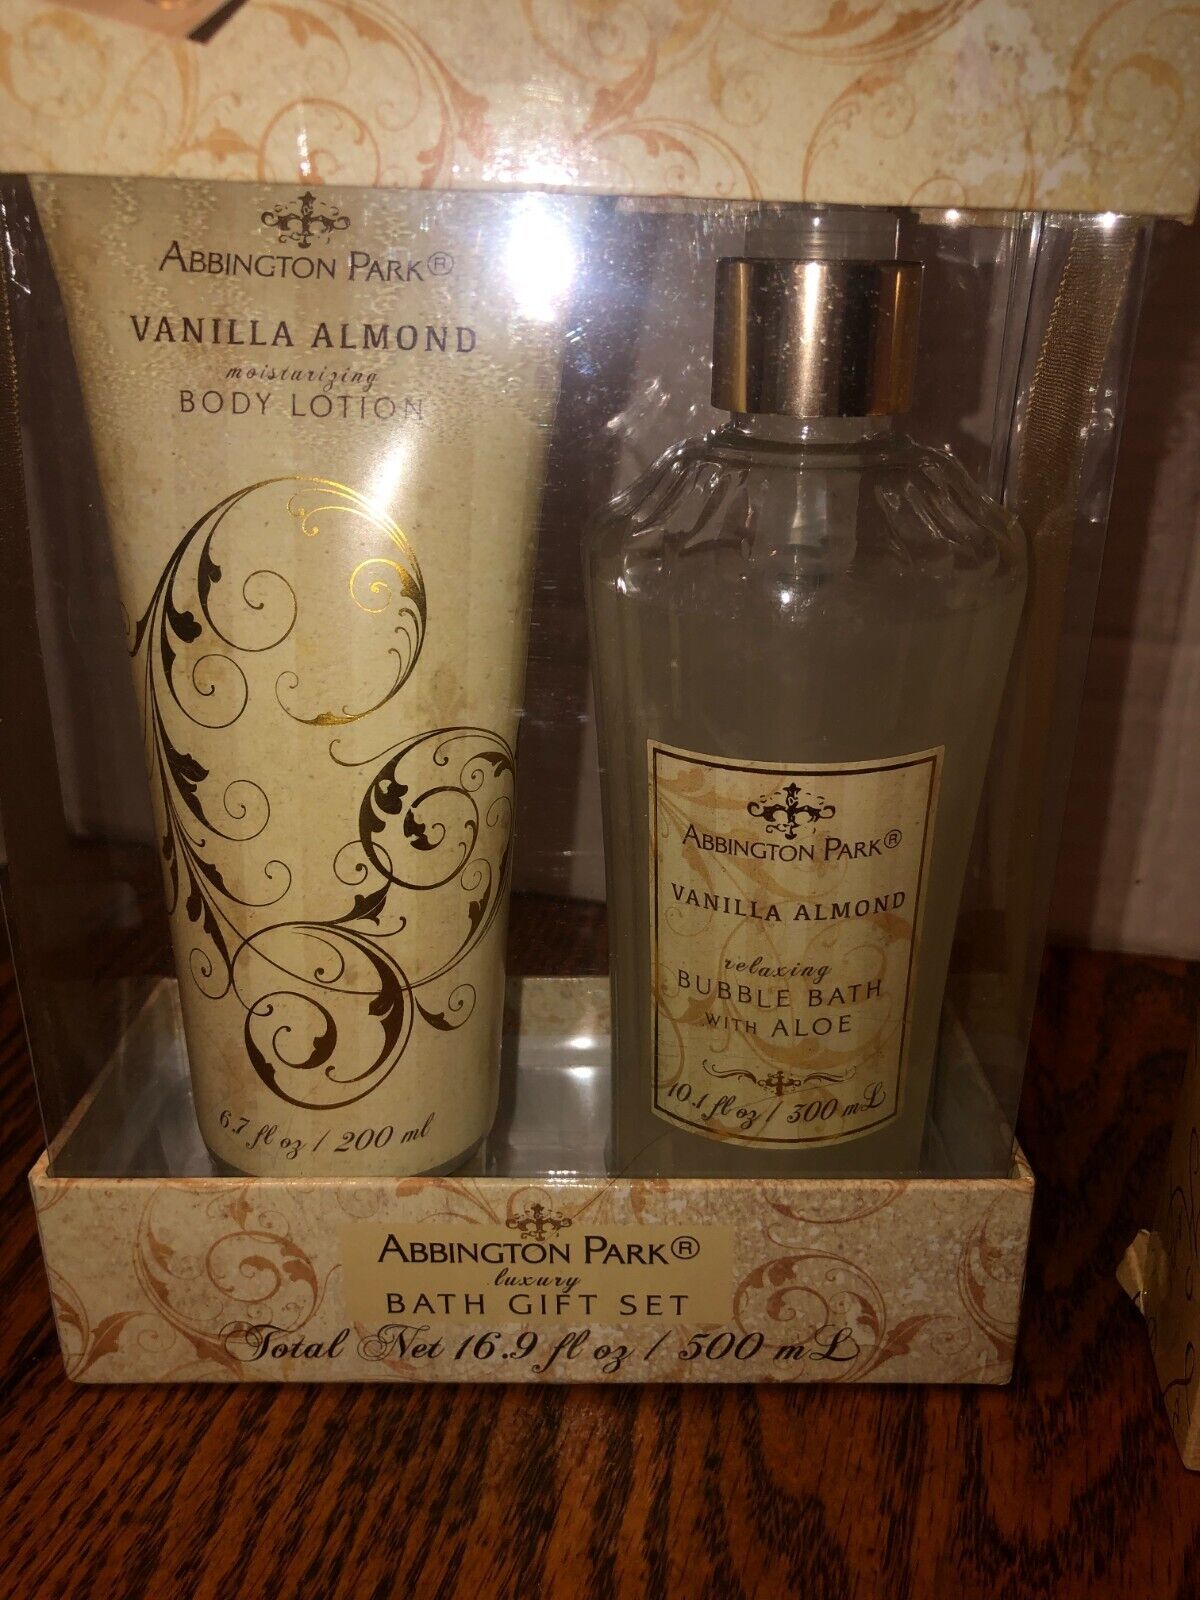 ABBINGTON PARK®
VANILLA ALMOND
moisturizing
BODY LOTION
6.7 fl oz / 200 ml
ABBINGTON PARK®
VANILLA ALMOND
relaxing
BUBBLE BATH
WITH ALOE
10.1 fl oz / 300 mL
ABBINGTON PARK®
luxury
BATH GIFT SET
Total Net 16.9 fl oz / 500 mL